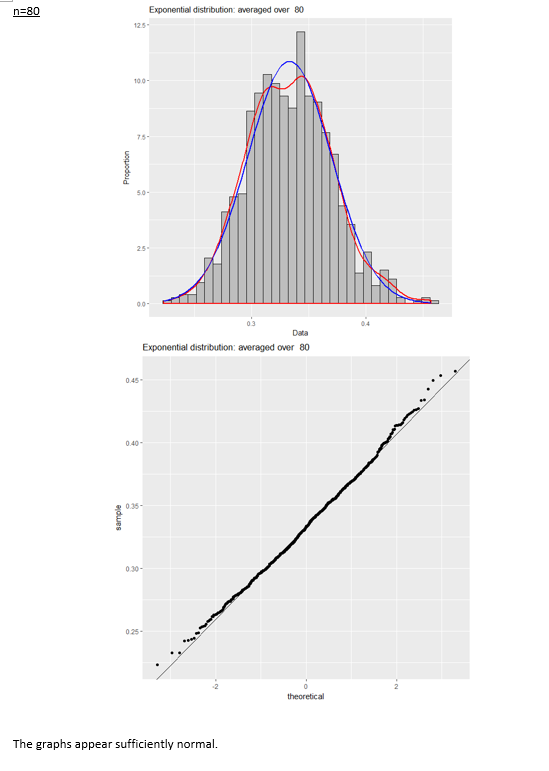 n=80
Exponential distribution: averaged over 80
12.5
10.0
7.5
5.0
2.5
0.0
Proportion
0.3 0.4
Data
Exponential distribution: averaged over 80
0.45
0.40
0.35
0.30
0.25
sample
-2 0 2
theoretical
The graphs appear sufficiently normal.